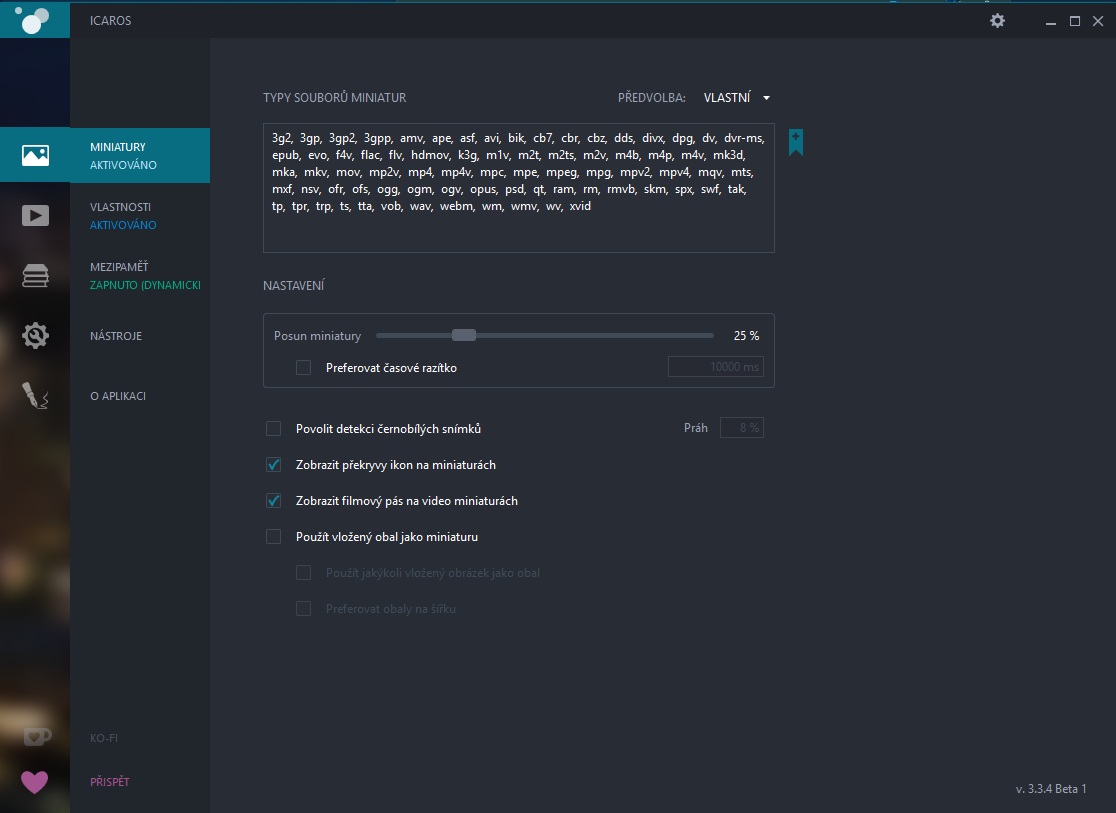 ICAROS
MINIATURY
AKTIVOVÁNO
VLASTNOSTI
AKTIVOVÁNO
MEZIPAMĚŤ
ZAPNUTO (DYNAMICKI
NÁSTROJE
O APLIKACI
KO-FI
PŘISPĚT
TYPY SOUBORŮ MINIATUR
PŘEDVOLBA: VLASTNÍ
3g2, 3gp, 3gp2, 3gpp, amv, ape, asf, avi, bik, cb7, cbr, cbz, dds, divx, dpg, dv, dvr-ms,
epub, evo, f4v, flac, flv, hdmov, k3g, m1v, m2t, m2ts, m2v, m4b, m4p, m4v, mk3d,
mka, mkv, mov, mp2v, mp4, mp4v, mpc, mpe, mpeg, mpg, mpv2, mpv4, mqv, mts,
mxf, nsv, ofr, ofs, ogg, ogm, ogv, opus, psd, qt, ram, rm, rmvb, skm, spx, swf, tak,
tp, tpr, trp, ts, tta, vob, wav, webm, wm, wmv, wv, xvid
NASTAVENÍ
Posun miniatury 25 %
Preferovat časové razítko 10000 ms
Povolit detekci černobílých snímků Práh 8 %
Zobrazit překryvy ikon na miniaturách
Zobrazit filmový pás na video miniaturách
Použít vložený obal jako miniaturu
Použít jakýkoli vložený obrázek jako obal
Preferovat obaly na šířku
v. 3.3.4 Beta 1